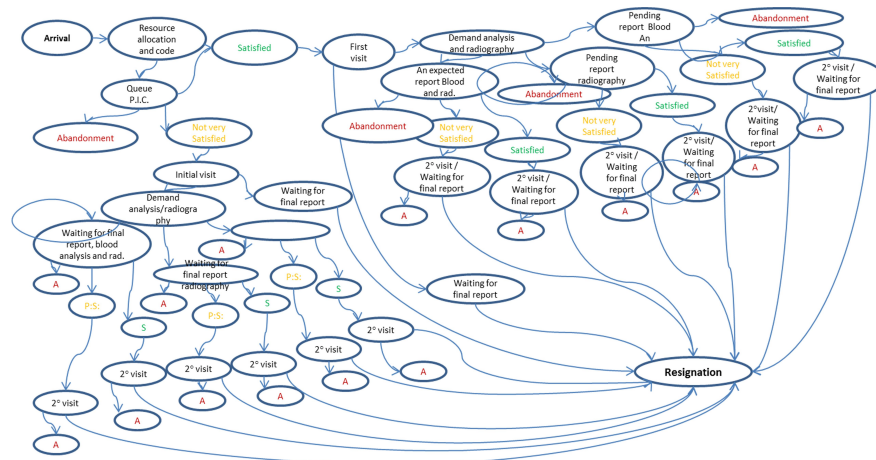 Arrival
Resource
allocation
and code
Satisfied
First
visit
Demand analysis
and radiography
Pending
report Blood
An
Abandonment
Satisfied
Not very
Satisfied
2° visit /
Waiting for
final report
Pending
report
radiography
An expected
report Blood
and rad.
Abandonment
Satisfied
Queue
P.I.C.
Abandonment
Not very
Satisfied
Abandonment
Not very
Satisfied
Not very
Satisfied
Satisfied
2°visit/
Waiting for
final report
A
2° visit /
Waiting for
final report
A
2° visit /
Waiting for
final report
A
2° visit /
Waiting for
final report
A
2° visit /
Waiting for
final report
A
A
Initial visit
Waiting for
final report
Demand
analysis/radiogra
phy
Waiting for final
report, blood
analysis and rad.
A
Waiting for
final report
radiography
A
A
P:S:
S
P:S:
S
P:S:
S
Waiting for
final report
2° visit
2° visit
2° visit
2° visit
2° visit
2° visit
A
A
A
A
A
A
Resignation